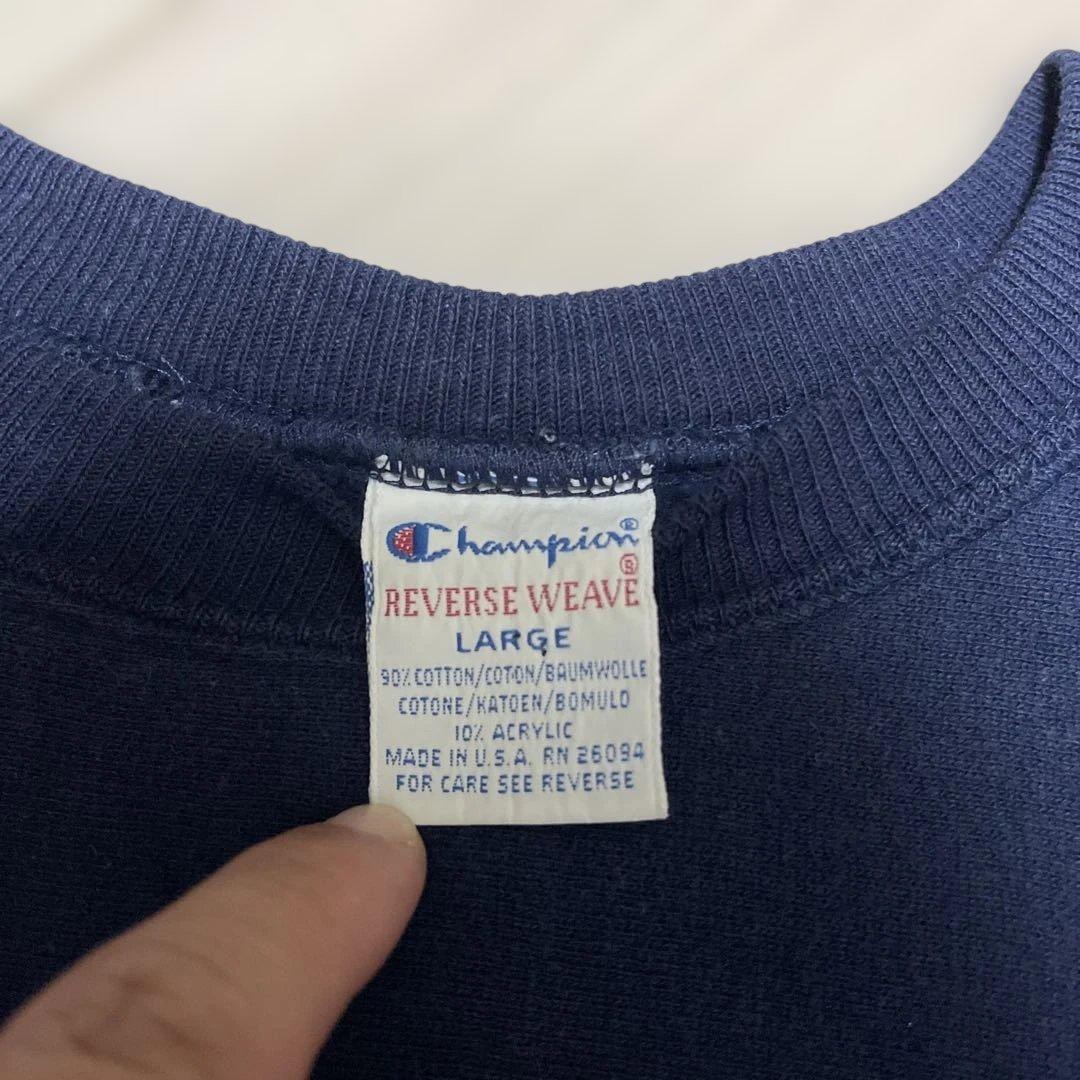 Champion®
REVERSE WEAVE®
LARGE
90% COTTON/COTON/BAUMWOLLE
COTONE/KATOEN/BOMULD
10% ACRYLIC
MADE IN U.S.A. RN 26094
FOR CARE SEE REVERSE